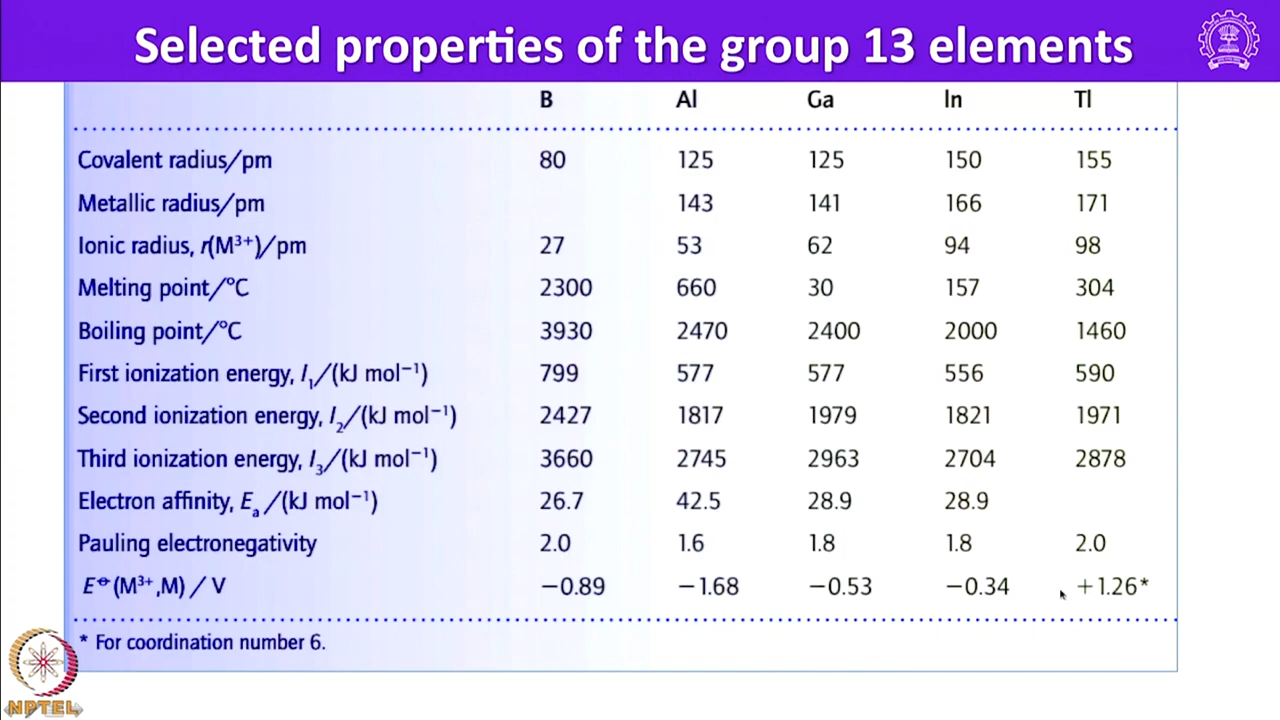 Selected properties of the group 13 elements
B Al Ga In Tl
Covalent radius/pm 80 125 125 150 155
Metallic radius/pm 143 141 166 171
Ionic radius, r(M³⁺)/pm 27 53 62 94 98
Melting point/°C 2300 660 30 157 304
Boiling point/°C 3930 2470 2400 2000 1460
First ionization energy, I₁/(kJ mol⁻¹) 799 577 577 556 590
Second ionization energy, I₂/(kJ mol⁻¹) 2427 1817 1979 1821 1971
Third ionization energy, I₃/(kJ mol⁻¹) 3660 2745 2963 2704 2878
Electron affinity, Eₐ/(kJ mol⁻¹) 26.7 42.5 28.9 28.9
Pauling electronegativity 2.0 1.6 1.8 1.8 2.0
E⦵(M³⁺,M) / V −0.89 −1.68 −0.53 −0.34 +1.26*
* For coordination number 6.
NPTEL